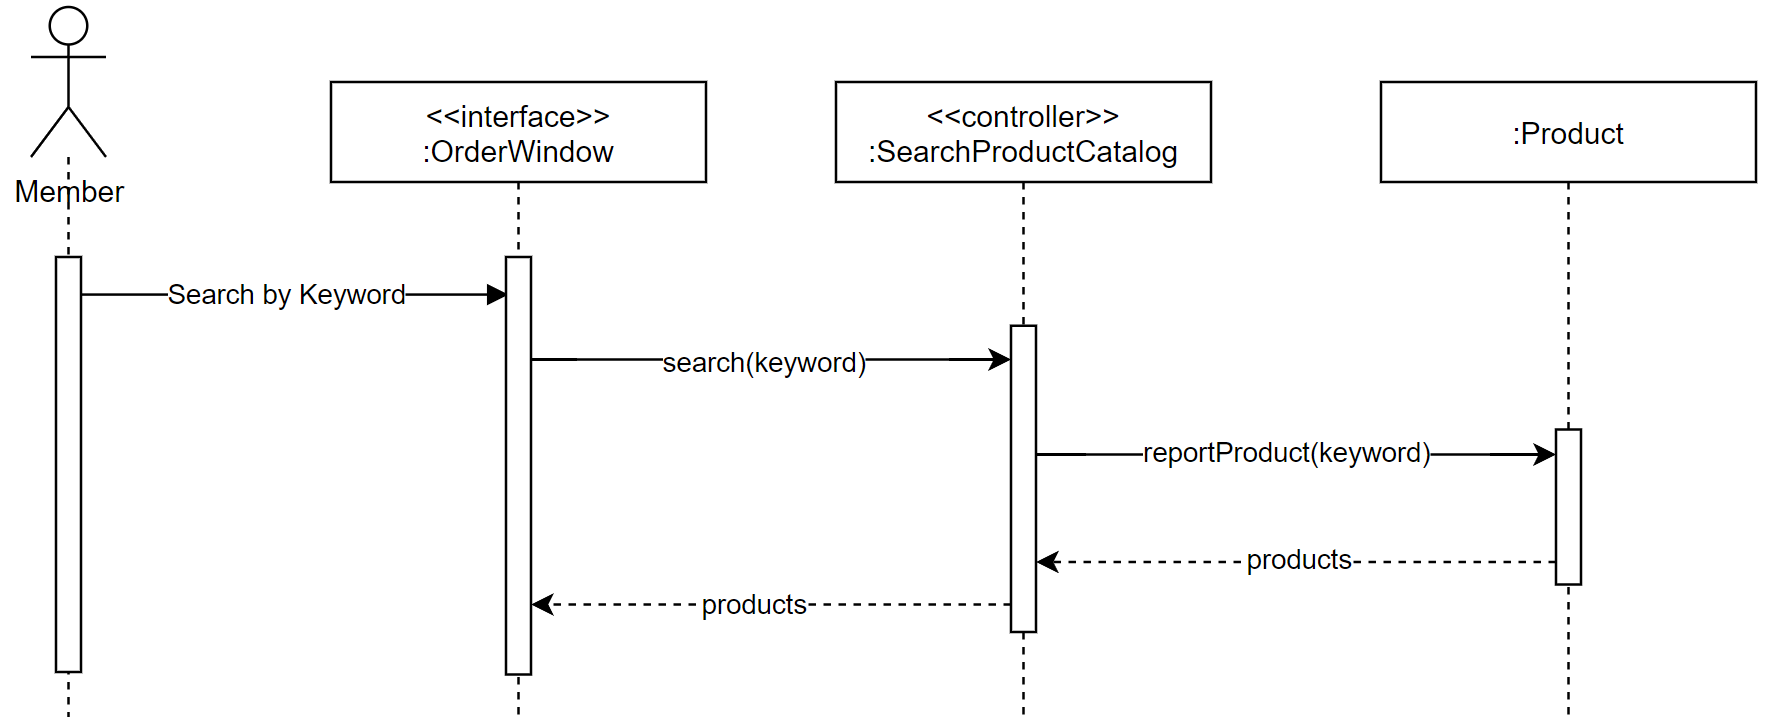 <<interface>>
:OrderWindow
<<controller>>
:SearchProductCatalog
:Product
Member
Search by Keyword
search(keyword)
reportProduct(keyword)
products
products